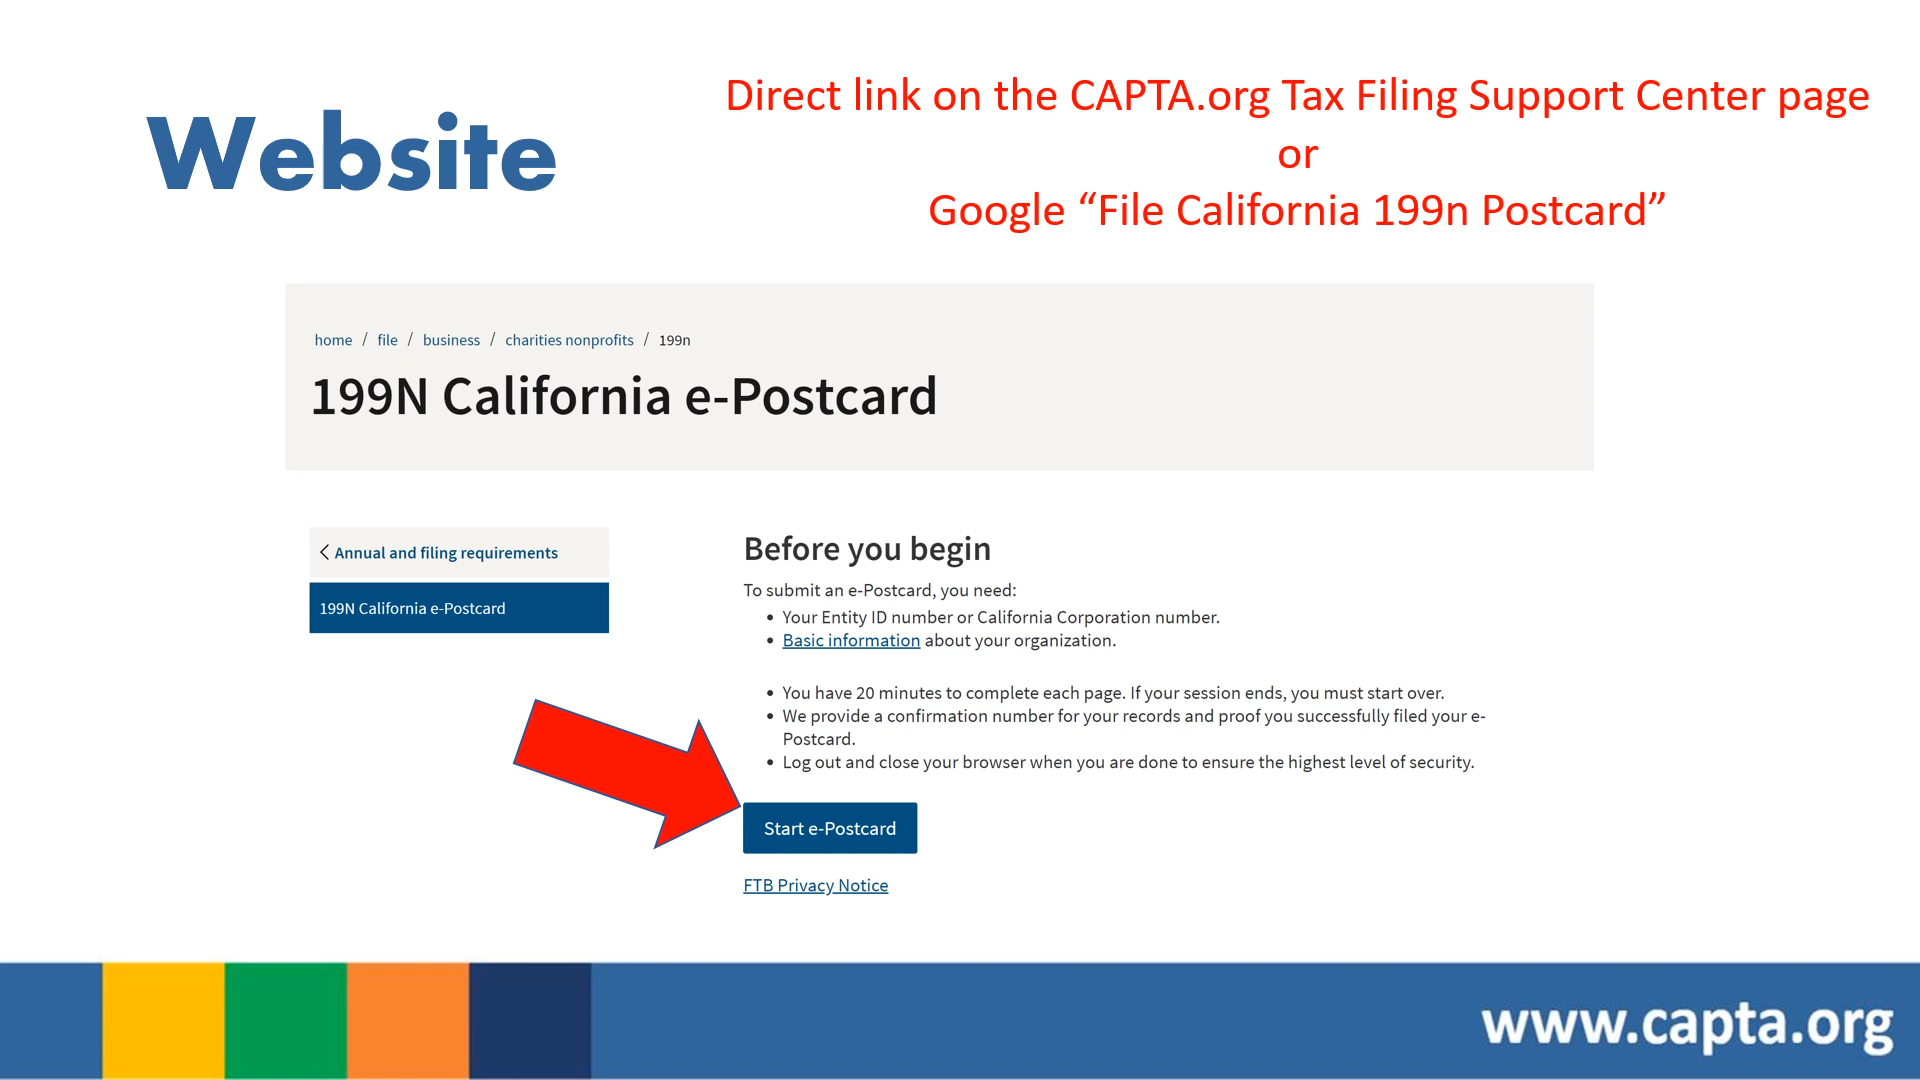 Website
Direct link on the CAPTA.org Tax Filing Support Center page
or
Google “File California 199n Postcard”
home / file / business / charities nonprofits / 199n
199N California e-Postcard
Annual and filing requirements
199N California e-Postcard
Before you begin
To submit an e-Postcard, you need:
• Your Entity ID number or California Corporation number.
• Basic information about your organization.
• You have 20 minutes to complete each page. If your session ends, you must start over.
• We provide a confirmation number for your records and proof you successfully filed your e-
Postcard.
• Log out and close your browser when you are done to ensure the highest level of security.
Start e-Postcard
FTB Privacy Notice
www.capta.org